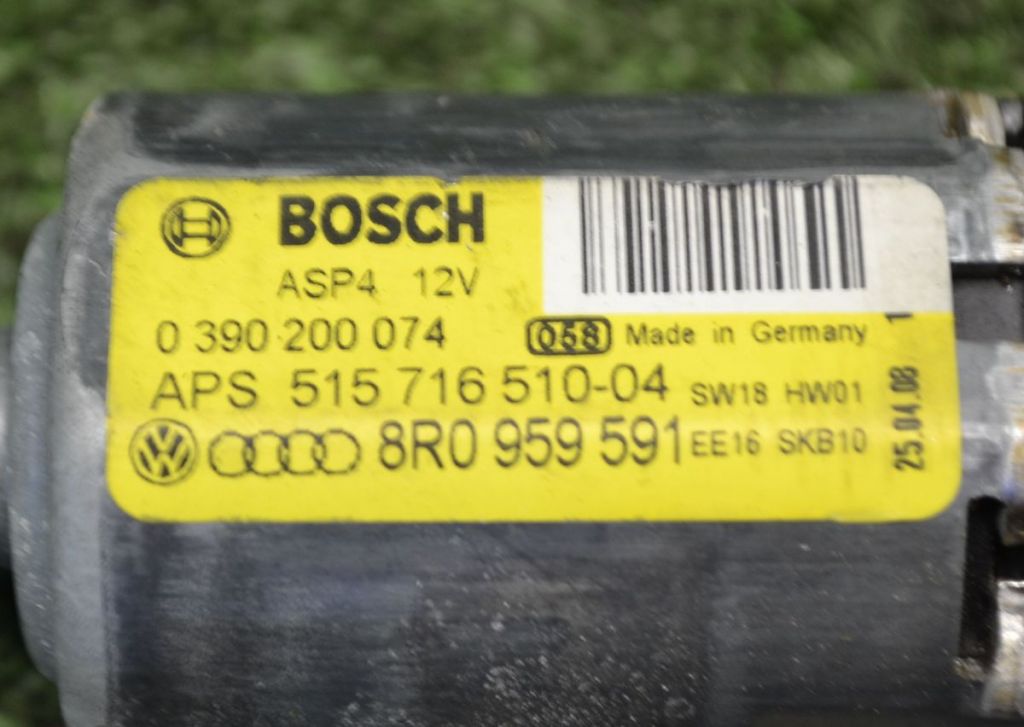 BOSCH
ASP4 12V
0 390 200 074 058 Made in Germany
APS 515 716 510-04 SW18 HW01
8R0 959 591 EE16 SKB10
25.04.08